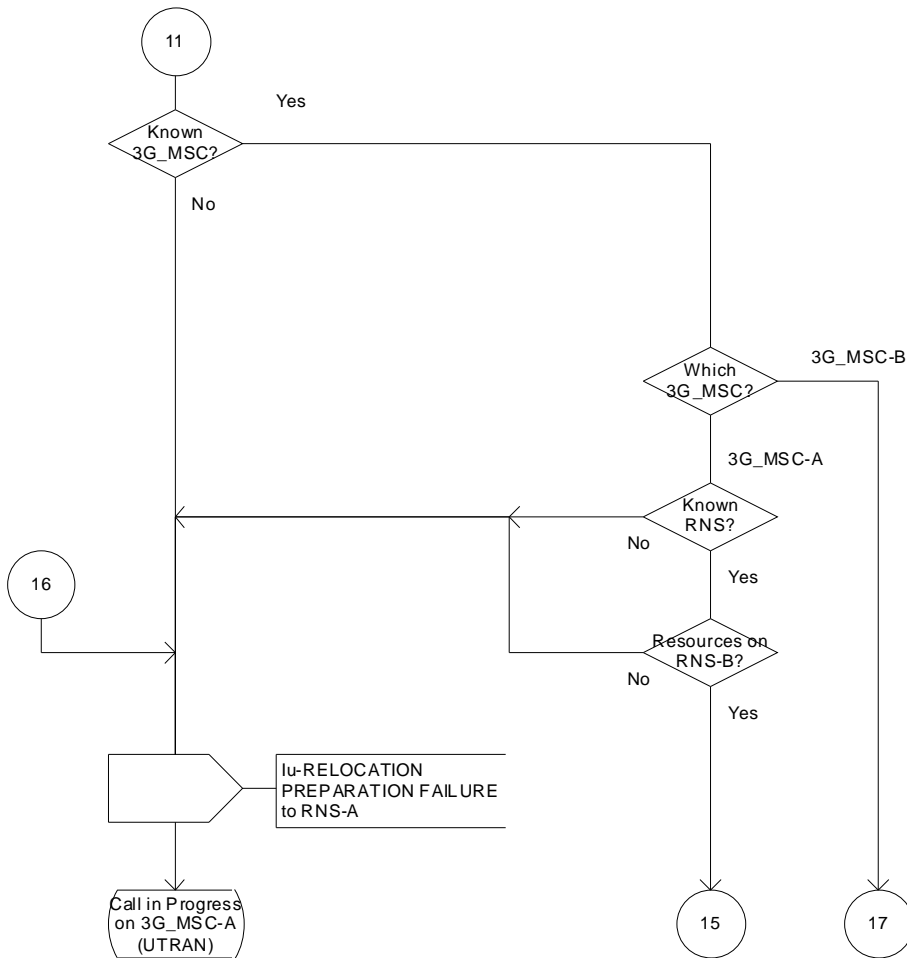 11
Yes
Known
3G_MSC?
No
3G_MSC-B
Which
3G_MSC?
3G_MSC-A
Known
RNS?
No
Yes
16
Resources on
RNS-B?
No
Yes
Iu-RELOCATION
PREPARATION FAILURE
to RNS-A
Call in Progress
on 3G_MSC-A
(UTRAN)
15
17